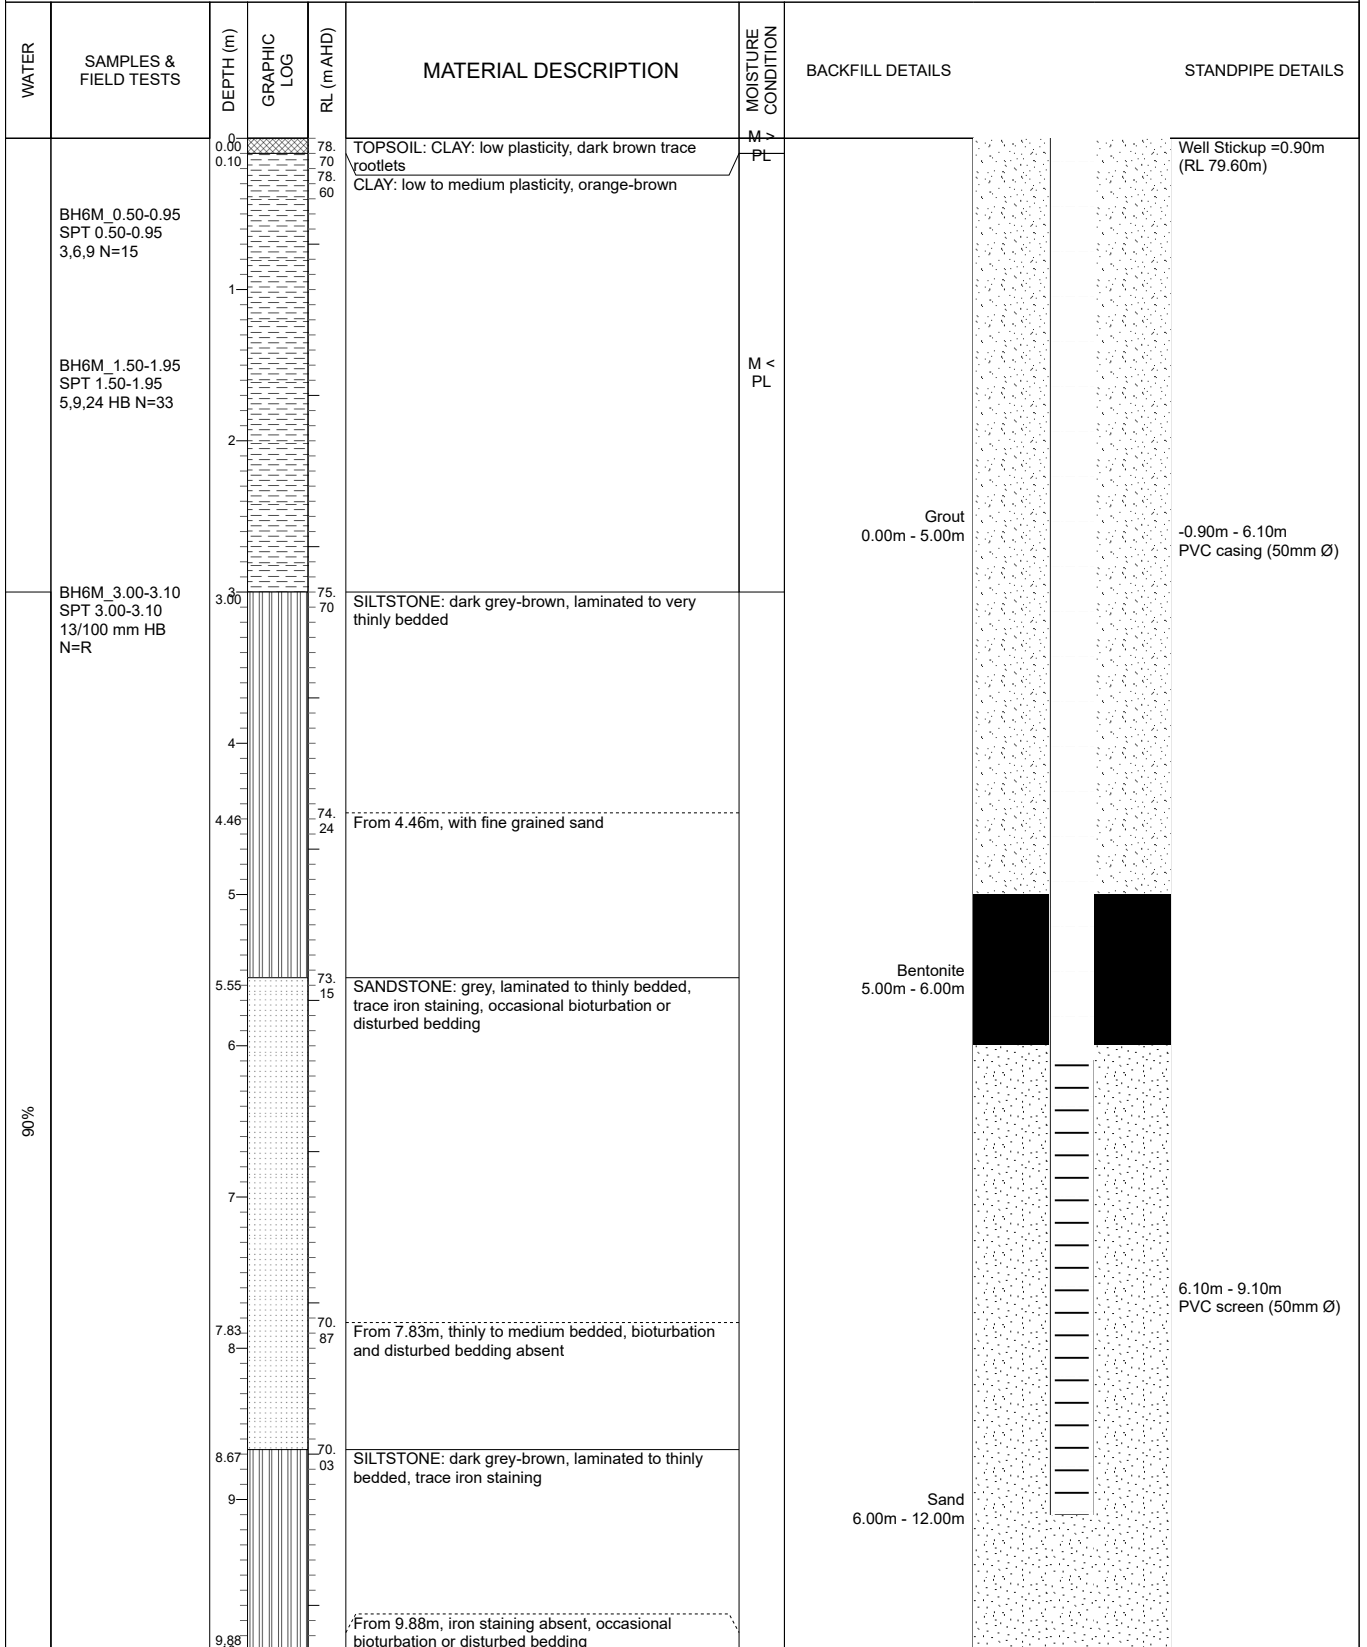 WATER
SAMPLES &
FIELD TESTS
DEPTH (m)
GRAPHIC
LOG
RL (m AHD)
MATERIAL DESCRIPTION
MOISTURE
CONDITION
BACKFILL DETAILS
STANDPIPE DETAILS
0
0.00
0.10
78.
70
78.
60
TOPSOIL: CLAY: low plasticity, dark brown trace
rootlets
CLAY: low to medium plasticity, orange-brown
M >
PL
Well Stickup =0.90m
(RL 79.60m)
BH6M_0.50-0.95
SPT 0.50-0.95
3,6,9 N=15
1
BH6M_1.50-1.95
SPT 1.50-1.95
5,9,24 HB N=33
M <
PL
2
Grout
0.00m - 5.00m
-0.90m - 6.10m
PVC casing (50mm Ø)
BH6M_3.00-3.10
SPT 3.00-3.10
13/100 mm HB
N=R
3
3.00
75.
70
SILTSTONE: dark grey-brown, laminated to very
thinly bedded
4
4.46
74.
24
From 4.46m, with fine grained sand
5
Bentonite
5.00m - 6.00m
5.55
73.
15
SANDSTONE: grey, laminated to thinly bedded,
trace iron staining, occasional bioturbation or
disturbed bedding
6
90%
7
6.10m - 9.10m
PVC screen (50mm Ø)
7.83
70.
87
From 7.83m, thinly to medium bedded, bioturbation
and disturbed bedding absent
8
8.67
70.
03
SILTSTONE: dark grey-brown, laminated to thinly
bedded, trace iron staining
9
Sand
6.00m - 12.00m
9.88
From 9.88m, iron staining absent, occasional
bioturbation or disturbed bedding